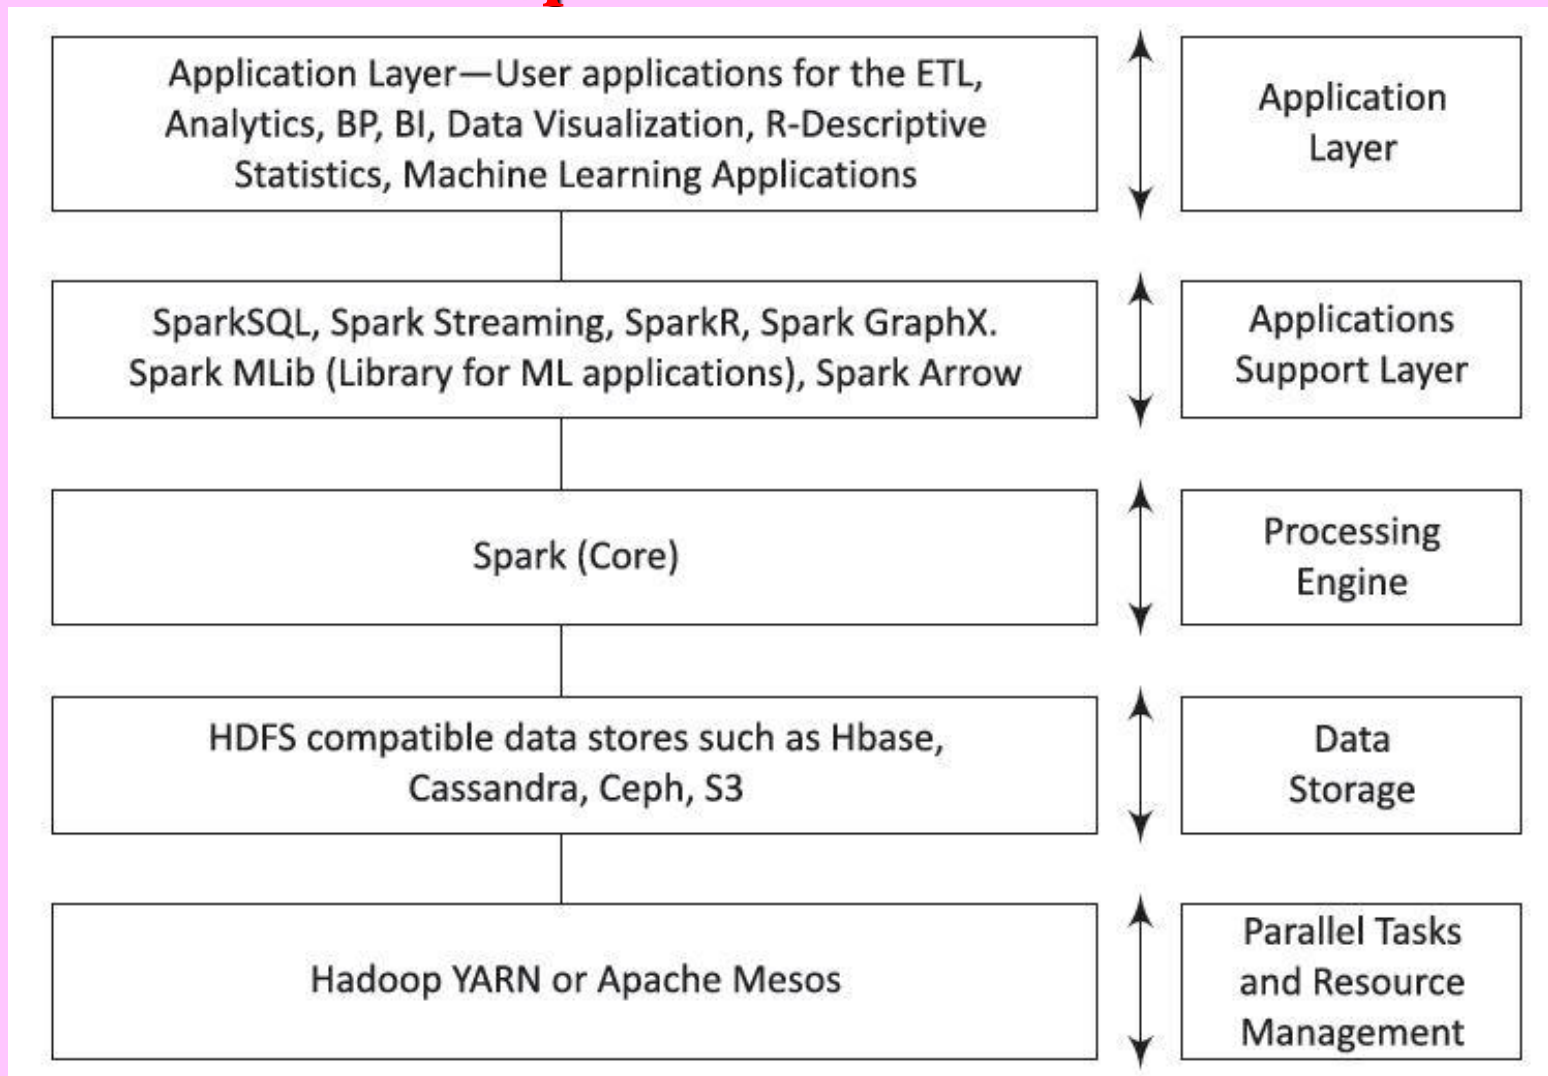 Application Layer—User applications for the ETL,
Analytics, BP, BI, Data Visualization, R-Descriptive
Statistics, Machine Learning Applications
Application
Layer
SparkSQL, Spark Streaming, SparkR, Spark GraphX.
Spark MLib (Library for ML applications), Spark Arrow
Applications
Support Layer
Spark (Core)
Processing
Engine
HDFS compatible data stores such as Hbase,
Cassandra, Ceph, S3
Data
Storage
Hadoop YARN or Apache Mesos
Parallel Tasks
and Resource
Management